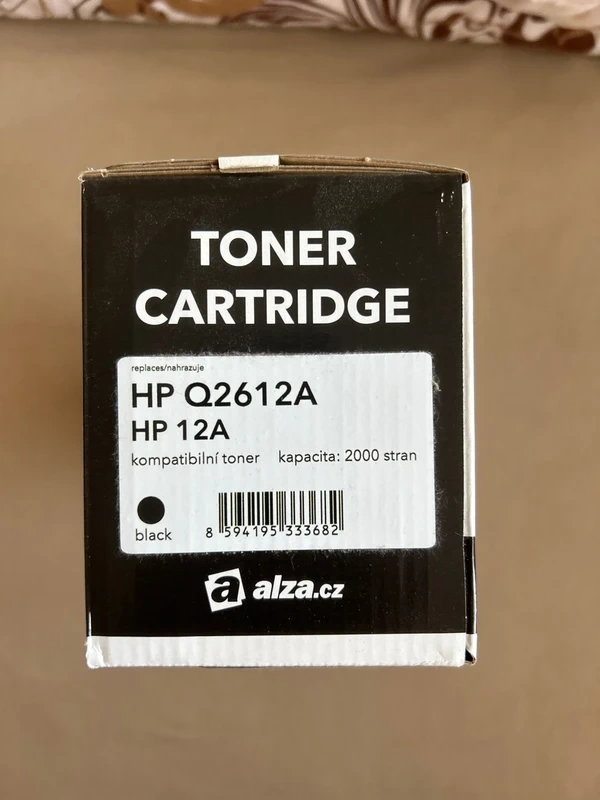 TONER
CARTRIDGE
replaces/nahrazuje
HP Q2612A
HP 12A
kompatibilní toner kapacita: 2000 stran
black
8 594195 333682
a alza.cz